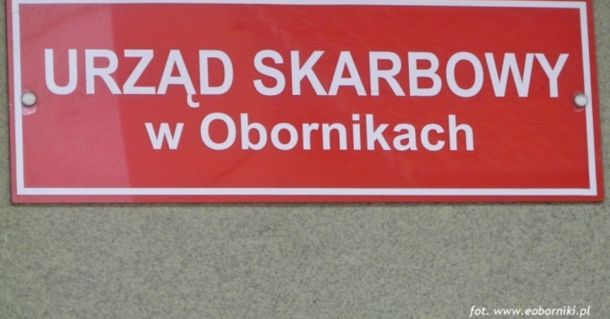 URZĄD SKARBOWY
w Obornikach
fot. www.eoborniki.pl